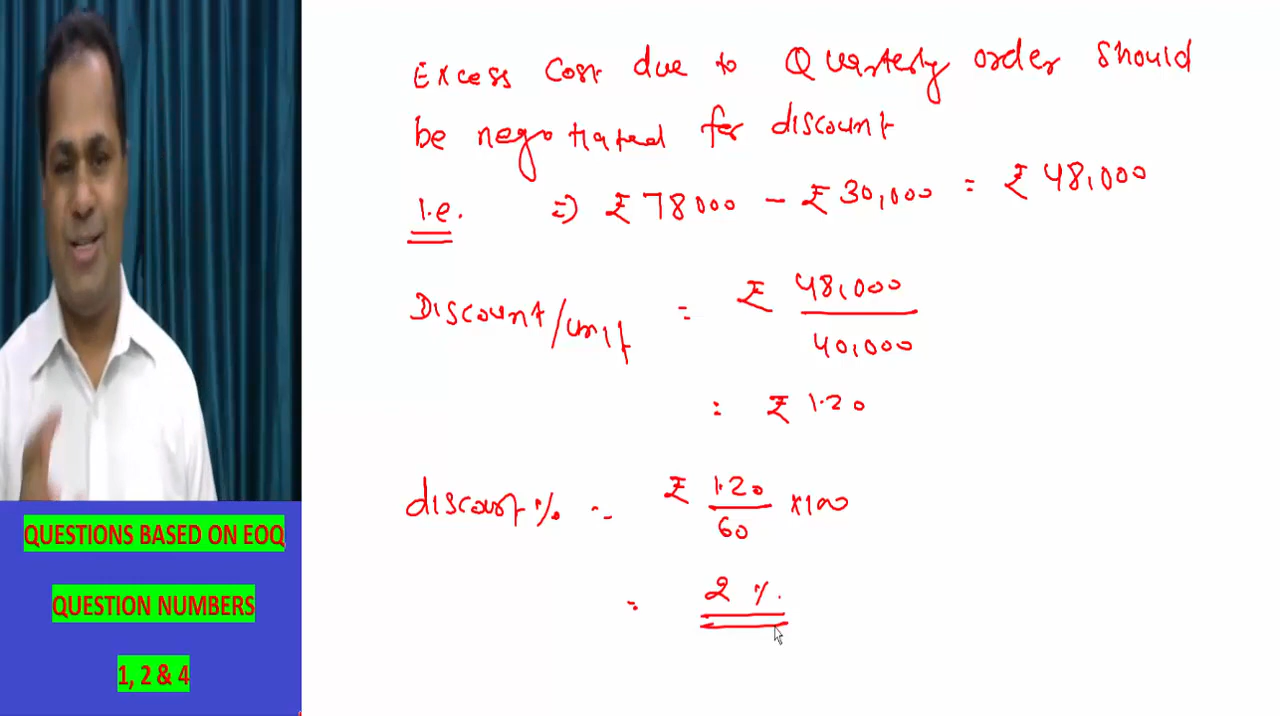 Excess Cost due to Quarterly order should
be negotiated for discount
I.e. => ₹ 78000 - ₹ 30,000 = ₹ 48,000
Discount/unit = ₹ 48,000
40,000
= ₹ 1.20
discount % = ₹ 1.20
60 ×100
= 2 %.
QUESTIONS BASED ON EOQ
QUESTION NUMBERS
1, 2 & 4